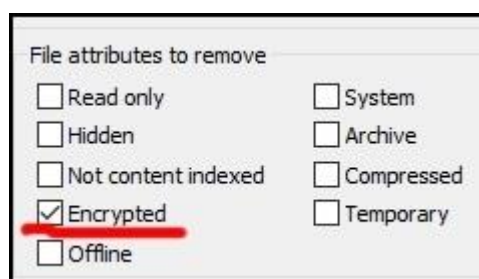 File attributes to remove
Read only
System
Hidden
Archive
Not content indexed
Compressed
Encrypted
Temporary
Offline